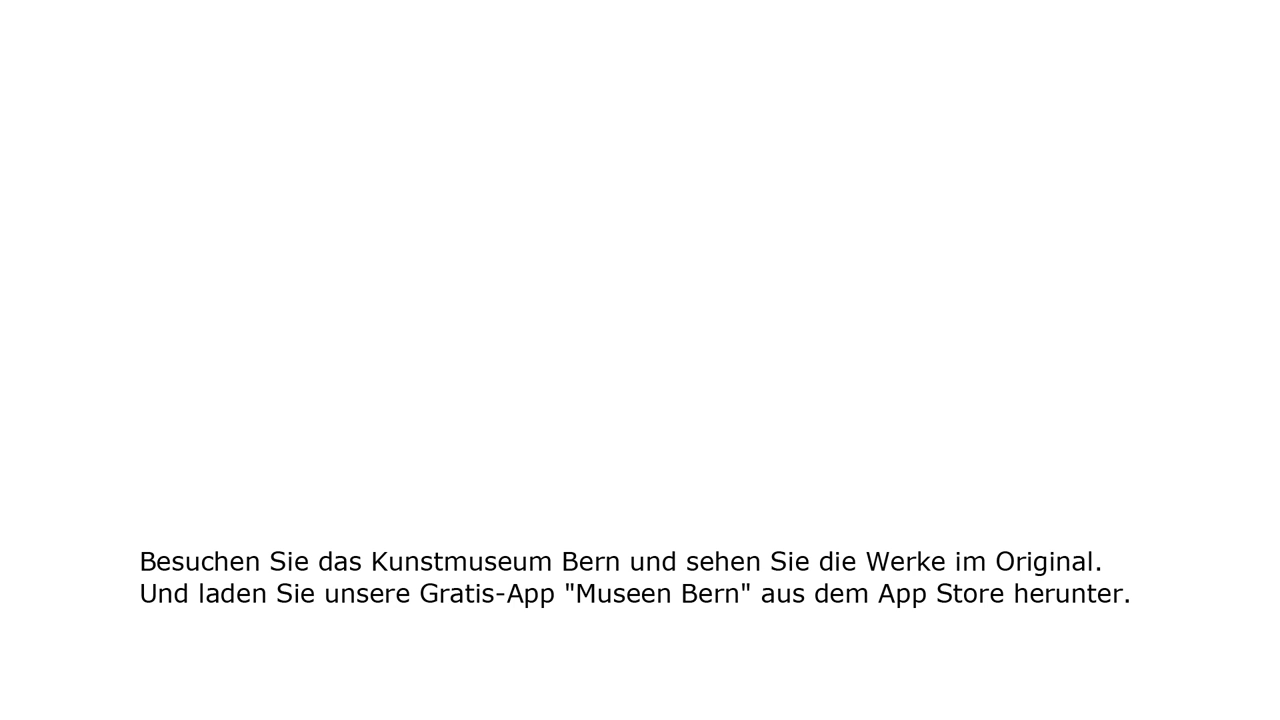 Besuchen Sie das Kunstmuseum Bern und sehen Sie die Werke im Original.
Und laden Sie unsere Gratis-App "Museen Bern" aus dem App Store herunter.